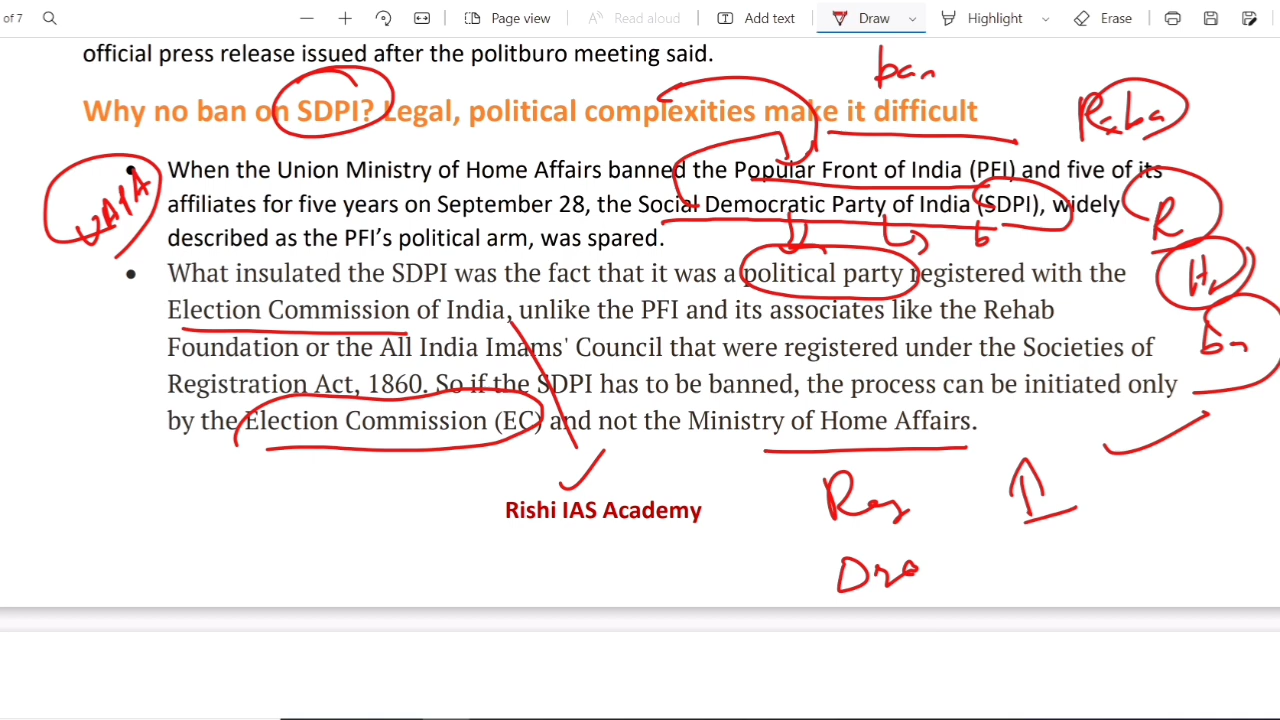 of 7
Page view
Read aloud
Add text
Draw
Highlight
Erase
official press release issued after the politburo meeting said.
ban
Why no ban on SDPI? Legal, political complexities make it difficult
When the Union Ministry of Home Affairs banned the Popular Front of India (PFI) and five of its
affiliates for five years on September 28, the Social Democratic Party of India (SDPI), widely
described as the PFI’s political arm, was spared.
What insulated the SDPI was the fact that it was a political party registered with the
Election Commission of India, unlike the PFI and its associates like the Rehab
Foundation or the All India Imams' Council that were registered under the Societies of
Registration Act, 1860. So if the SDPI has to be banned, the process can be initiated only
by the Election Commission (EC) and not the Ministry of Home Affairs.
Rishi IAS Academy